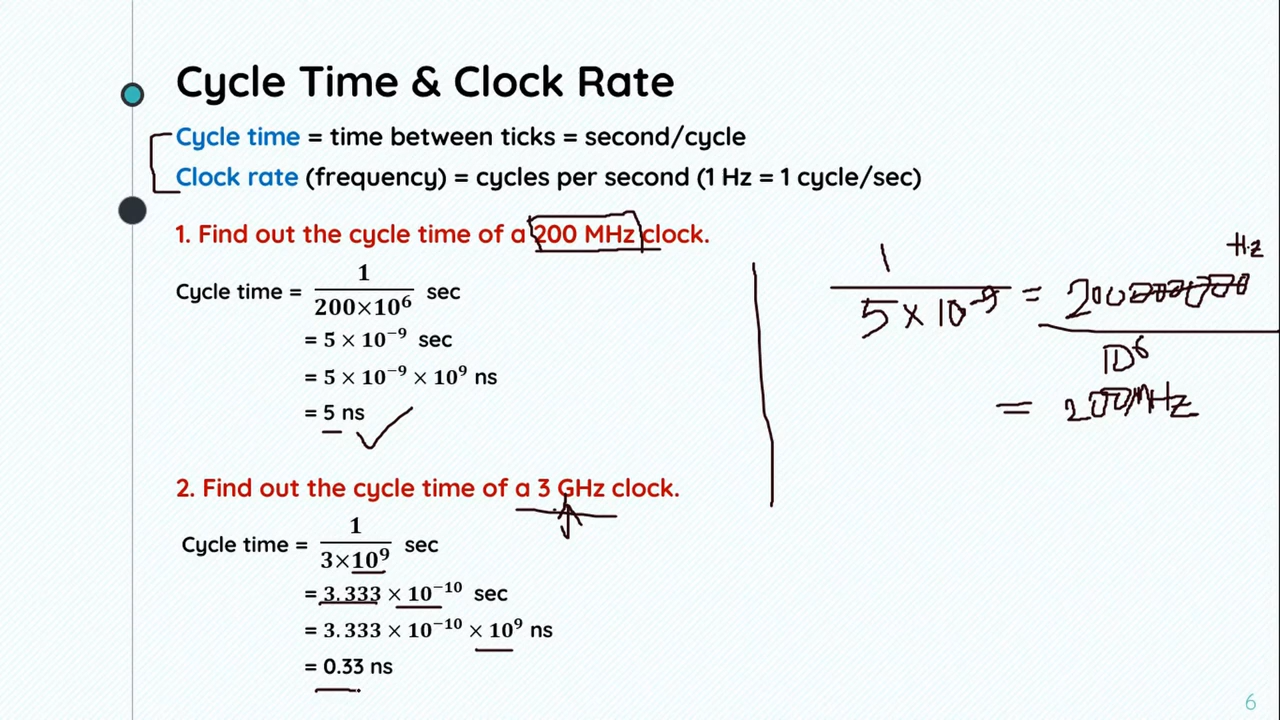 Cycle Time & Clock Rate
Cycle time = time between ticks = second/cycle
Clock rate (frequency) = cycles per second (1 Hz = 1 cycle/sec)
1. Find out the cycle time of a 200 MHz clock.
Cycle time = 1 / 200×10⁶ sec
= 5 × 10⁻⁹ sec
= 5 × 10⁻⁹ × 10⁹ ns
= 5 ns
2. Find out the cycle time of a 3 GHz clock.
Cycle time = 1 / 3×10⁹ sec
= 3.333 × 10⁻¹⁰ sec
= 3.333 × 10⁻¹⁰ × 10⁹ ns
= 0.33 ns
1 / 5 × 10⁻⁹ = 200000000 Hz / 10⁶
= 200 MHz
6